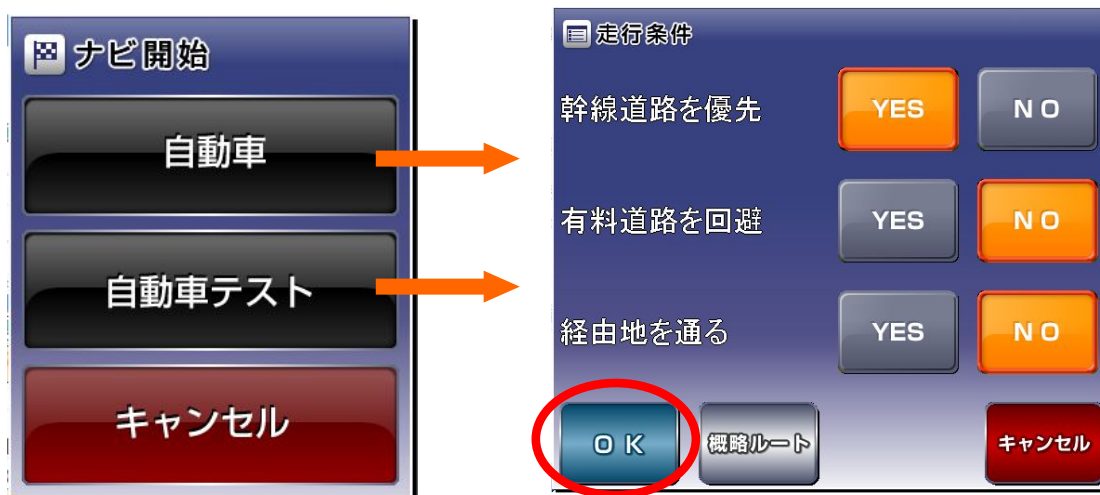 ナビ開始
自動車
自動車テスト
キャンセル
走行条件
幹線道路を優先 YES NO
有料道路を回避 YES NO
経由地を通る YES NO
OK 概略ルート キャンセル